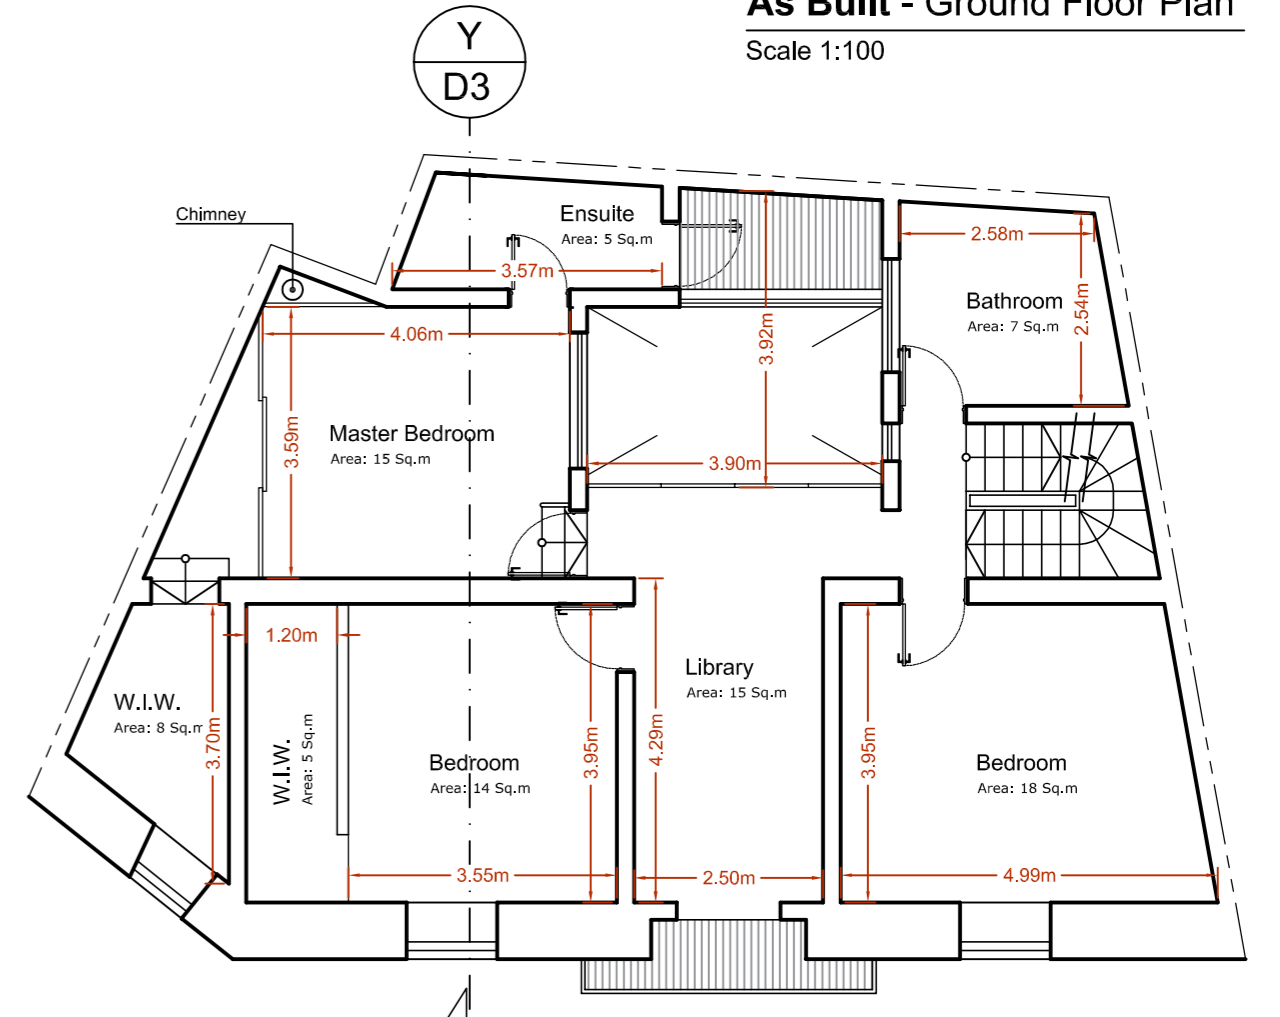 As Built - Ground Floor Plan
Scale 1:100
Y
D3
Chimney
Ensuite
Area: 5 Sq.m
3.57m
2.58m
Bathroom
Area: 7 Sq.m
2.54m
4.06m
3.92m
3.59m
Master Bedroom
Area: 15 Sq.m
3.90m
1.20m
W.I.W.
Area: 8 Sq.m
3.70m
W.I.W.
Area: 5 Sq.m
Bedroom
Area: 14 Sq.m
3.95m
3.55m
4.29m
Library
Area: 15 Sq.m
2.50m
3.95m
Bedroom
Area: 18 Sq.m
4.99m